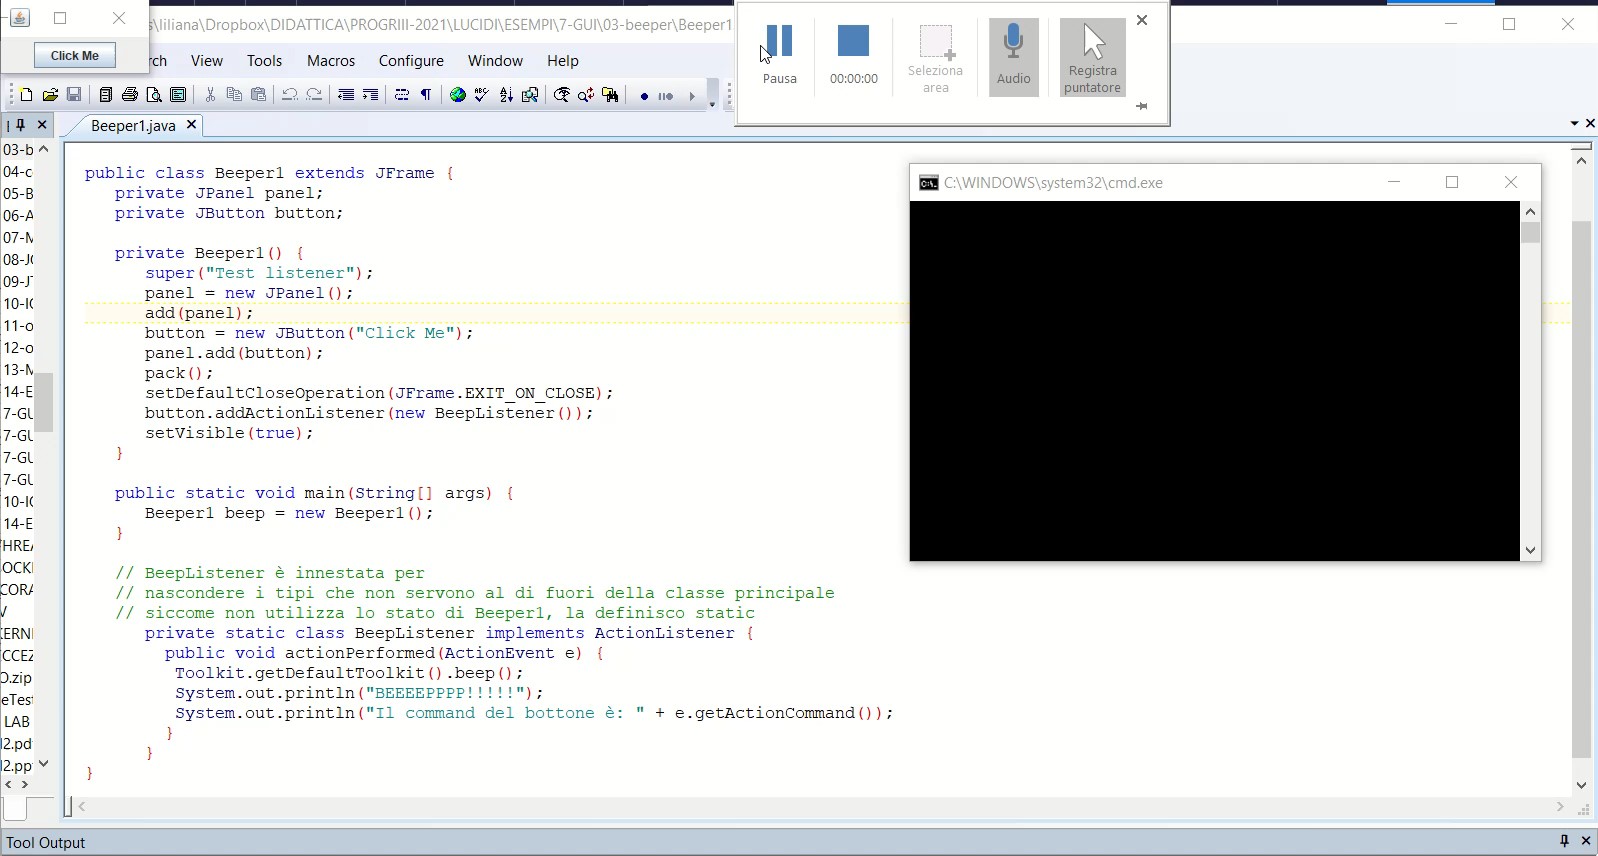 s\liliana\Dropbox\DIDATTICA\PROGRIII-2021\LUCIDI\ESEMPI\7-GUI\03-beeper\Beeper1
Click Me
rch View Tools Macros Configure Window Help
Pausa
00:00:00
Seleziona area
Audio
Registra puntatore
Beeper1.java
03-b
04-c
05-B
06-A
07-M
08-J
09-JT
10-I
11-o
12-o
13-M
14-E
7-GU
7-GU
7-GU
7-GU
10-I
14-E
HRE
OCK
CORA
V
ERN
CCEZ
O.zip
eTest
LAB
2.pd
2.pp
public class Beeper1 extends JFrame {
private JPanel panel;
private JButton button;
private Beeper1() {
super("Test listener");
panel = new JPanel();
add(panel);
button = new JButton("Click Me");
panel.add(button);
pack();
setDefaultCloseOperation(JFrame.EXIT_ON_CLOSE);
button.addActionListener(new BeepListener());
setVisible(true);
}
public static void main(String[] args) {
Beeper1 beep = new Beeper1();
}
// BeepListener è innestata per
// nascondere i tipi che non servono al di fuori della classe principale
// siccome non utilizza lo stato di Beeper1, la definisco static
private static class BeepListener implements ActionListener {
public void actionPerformed(ActionEvent e) {
Toolkit.getDefaultToolkit().beep();
System.out.println("BEEEEPPPP!!!!!");
System.out.println("Il command del bottone è: " + e.getActionCommand());
}
}
}
C:\WINDOWS\system32\cmd.exe
Tool Output